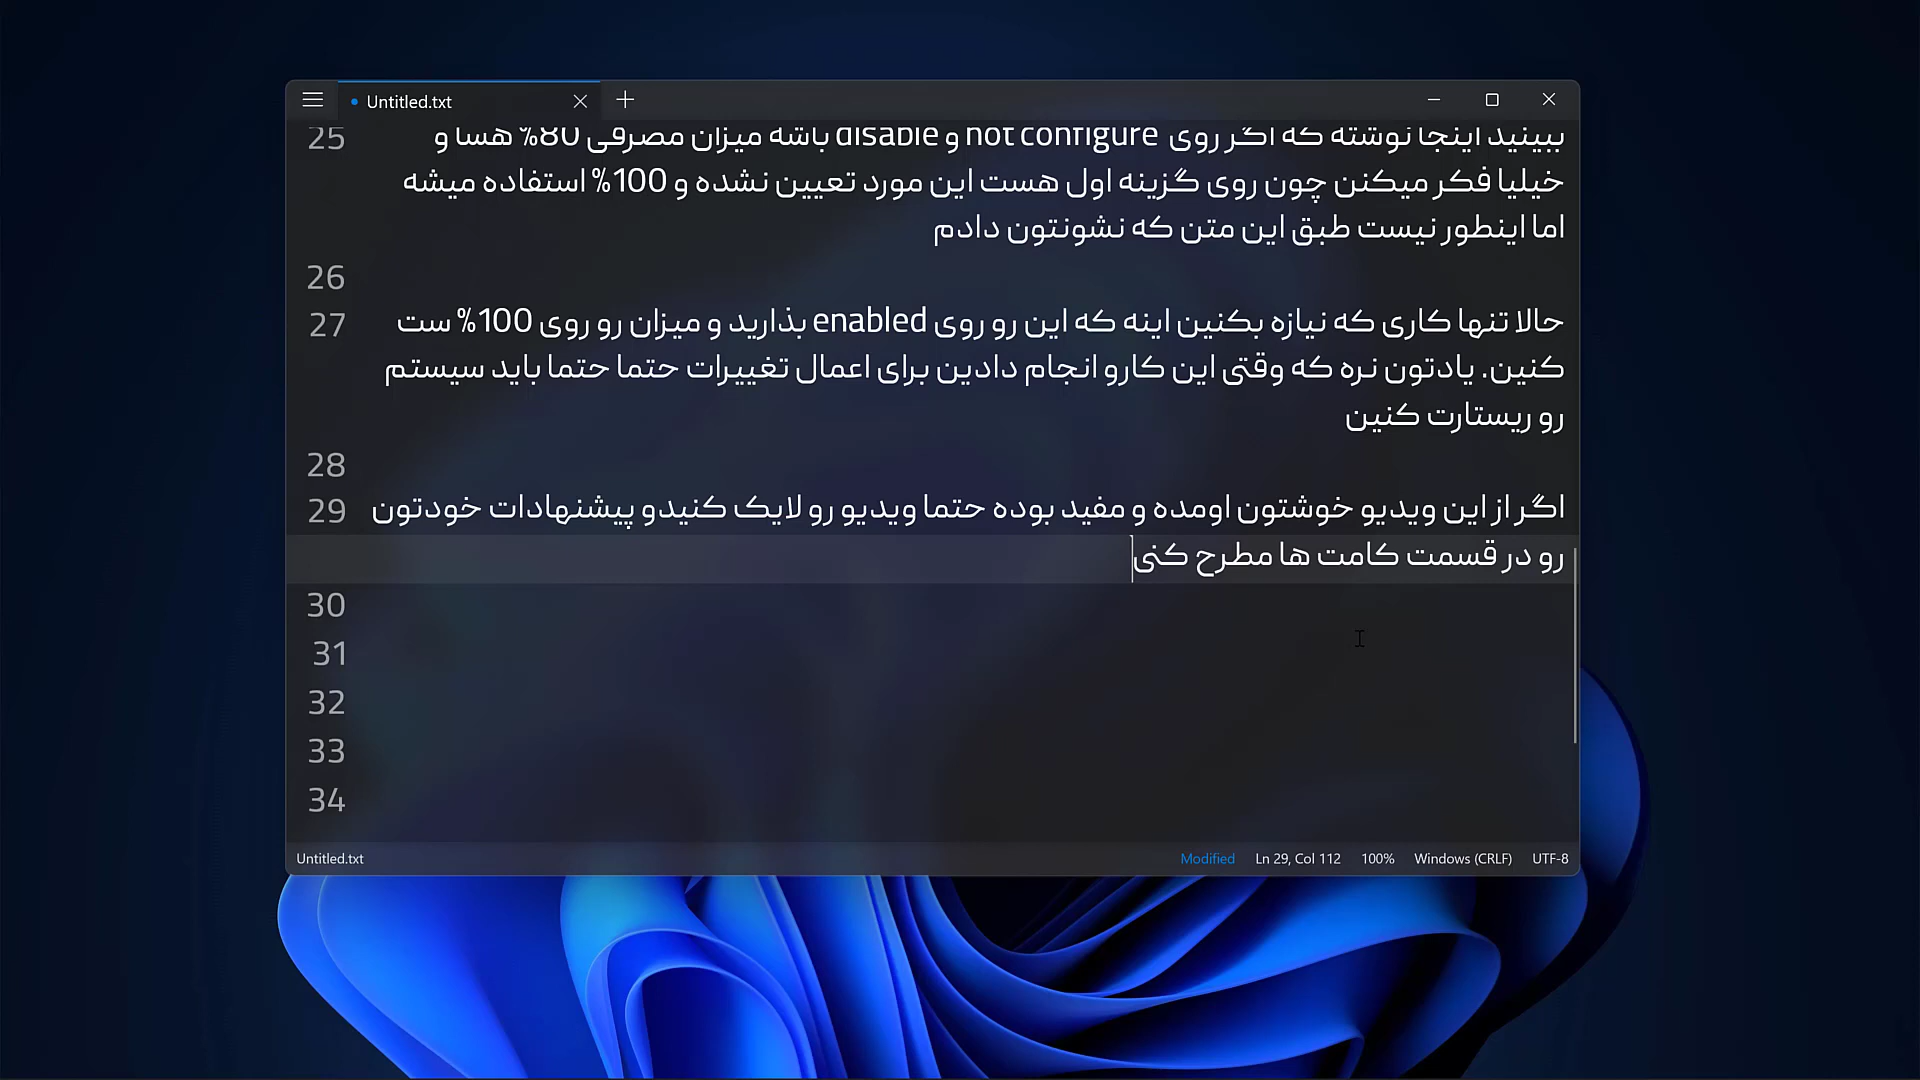 Untitled.txt
25
ببینید اینجا نوشته که اگر روی not configure و disable باشه میزان مصرفی 80% هسا و
خیلیا فکر میکنن چون روی گزینه اول هست این مورد تعیین نشده و 100% استفاده میشه
اما اینطور نیست طبق این متن که نشونتون دادم
26
27
حالا تنها کاری که نیازه بکنین اینه که این رو روی enabled بذارید و میزان رو روی 100% ست
کنین. یادتون نره که وقتی این کارو انجام دادین برای اعمال تغییرات حتما حتما باید سیستم
رو ریستارت کنین
28
29
اگر از این ویدیو خوشتون اومده و مفید بوده حتما ویدیو رو لایک کنیدو پیشنهادات خودتون
رو در قسمت کامت ها مطرح کنی
30
31
32
33
34
Untitled.txt
Modified
Ln 29, Col 112
100%
Windows (CRLF)
UTF-8